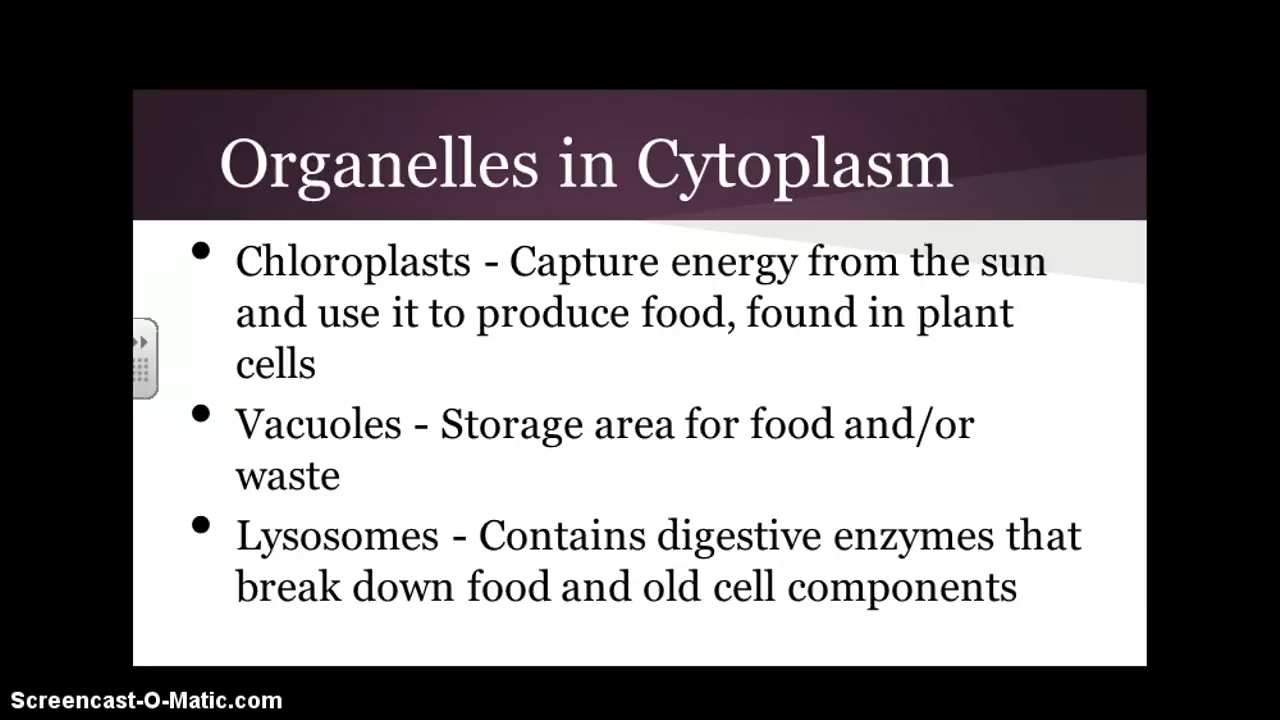 Organelles in Cytoplasm
• Chloroplasts - Capture energy from the sun
and use it to produce food, found in plant
cells
• Vacuoles - Storage area for food and/or
waste
• Lysosomes - Contains digestive enzymes that
break down food and old cell components
Screencast-O-Matic.com